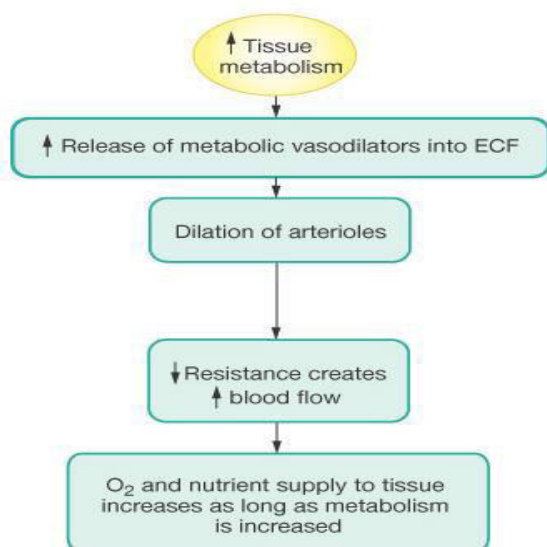 ↑ Tissue
metabolism
↑ Release of metabolic vasodilators into ECF
Dilation of arterioles
↓ Resistance creates
↑ blood flow
O₂ and nutrient supply to tissue
increases as long as metabolism
is increased